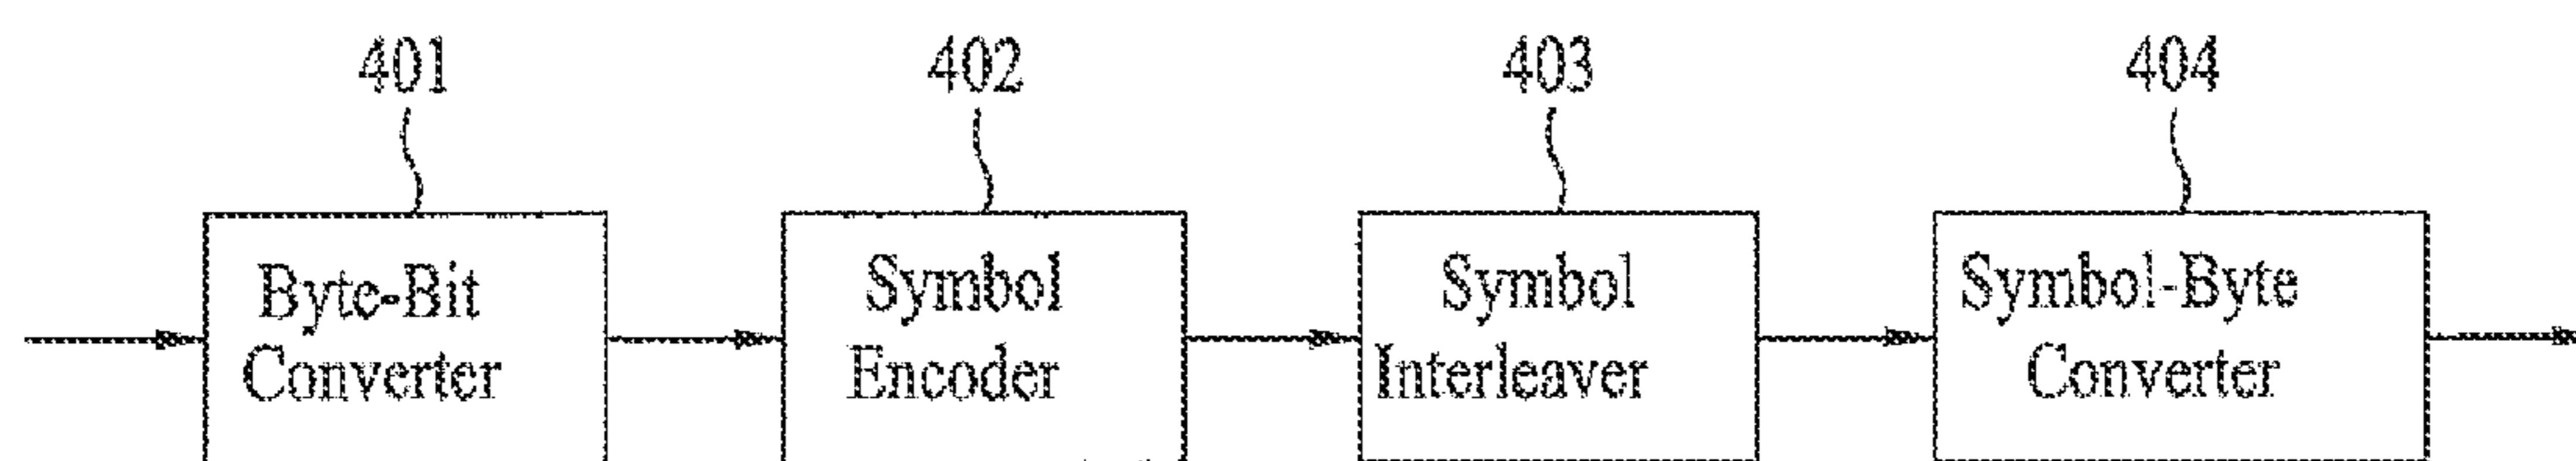 401 402 403 404
Byte-Bit Symbol Symbol Symbol-Byte
Converter Encoder Interleaver Converter